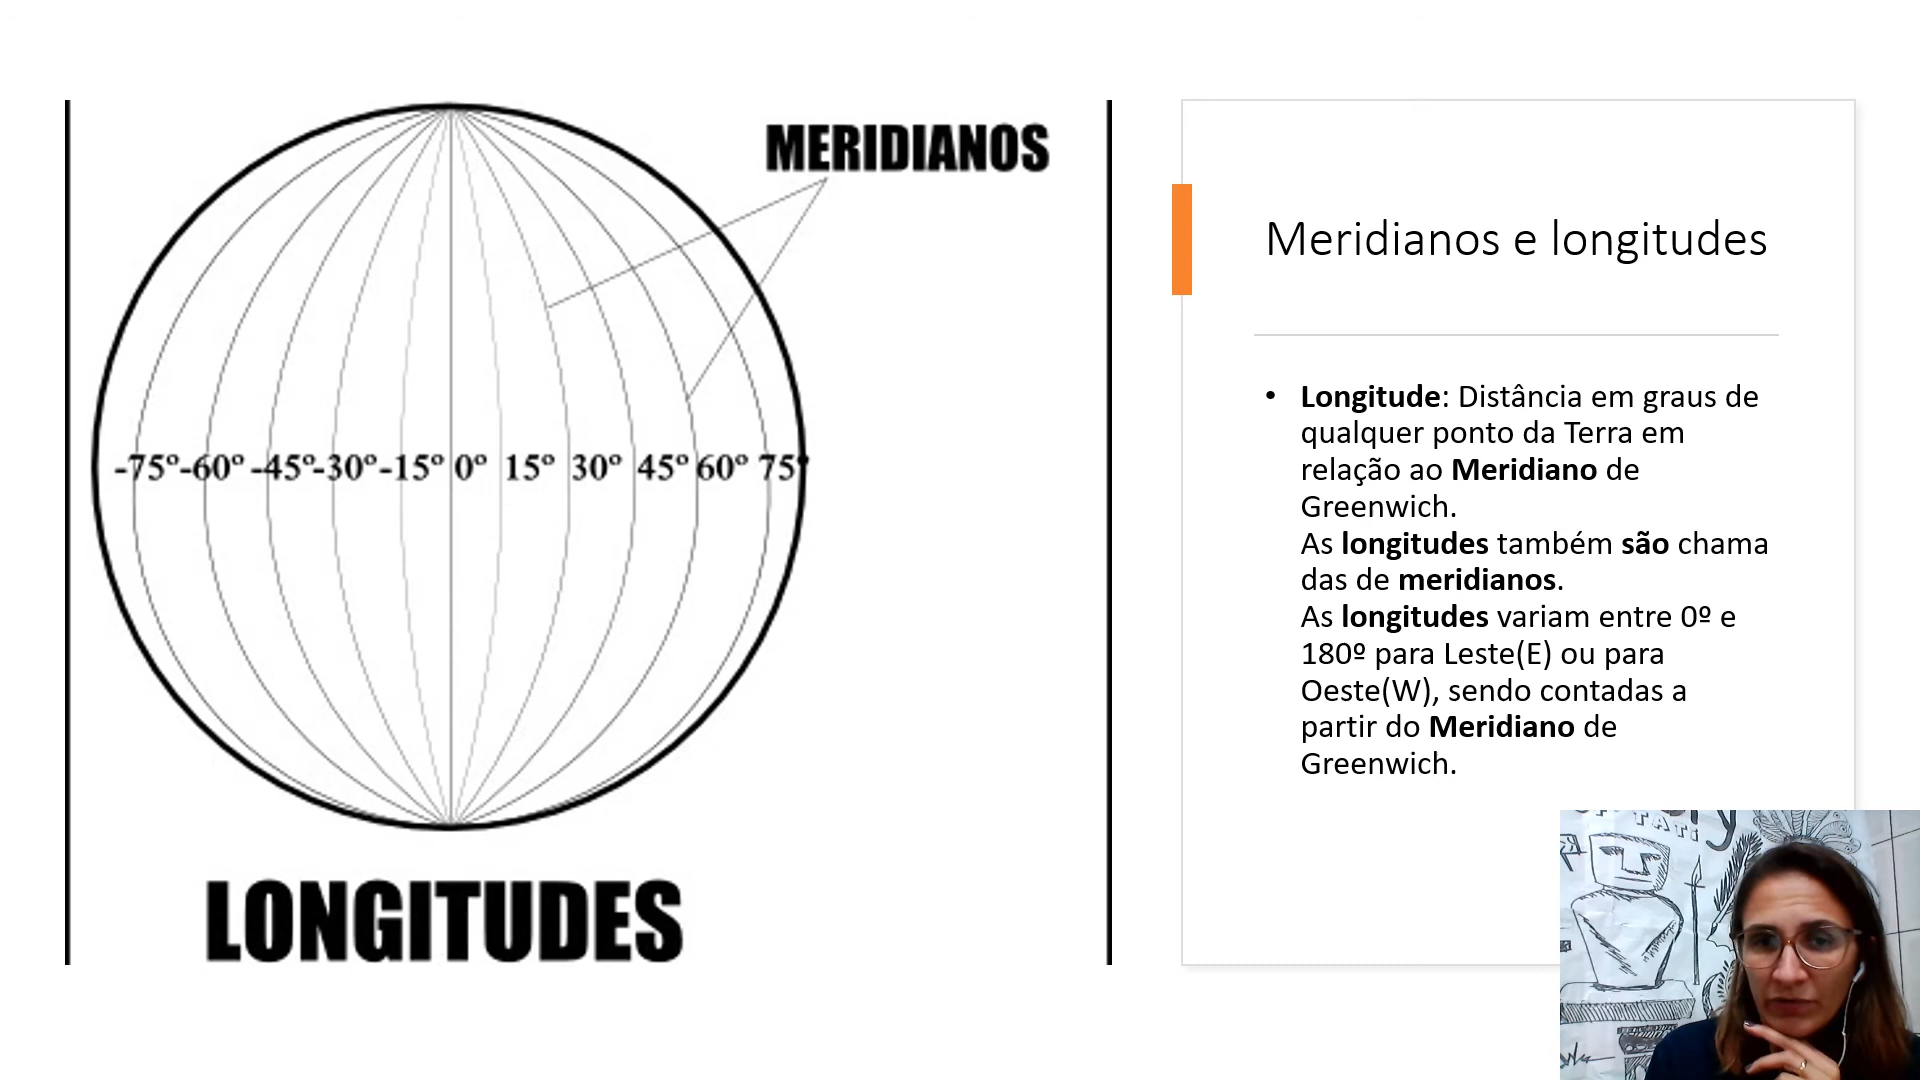 MERIDIANOS
-75º-60º-45º-30º-15º 0º 15º 30º 45º 60º 75º
LONGITUDES
Meridianos e longitudes
• Longitude: Distância em graus de
qualquer ponto da Terra em
relação ao Meridiano de
Greenwich.
As longitudes também são chama
das de meridianos.
As longitudes variam entre 0º e
180º para Leste(E) ou para
Oeste(W), sendo contadas a
partir do Meridiano de
Greenwich.
TATI